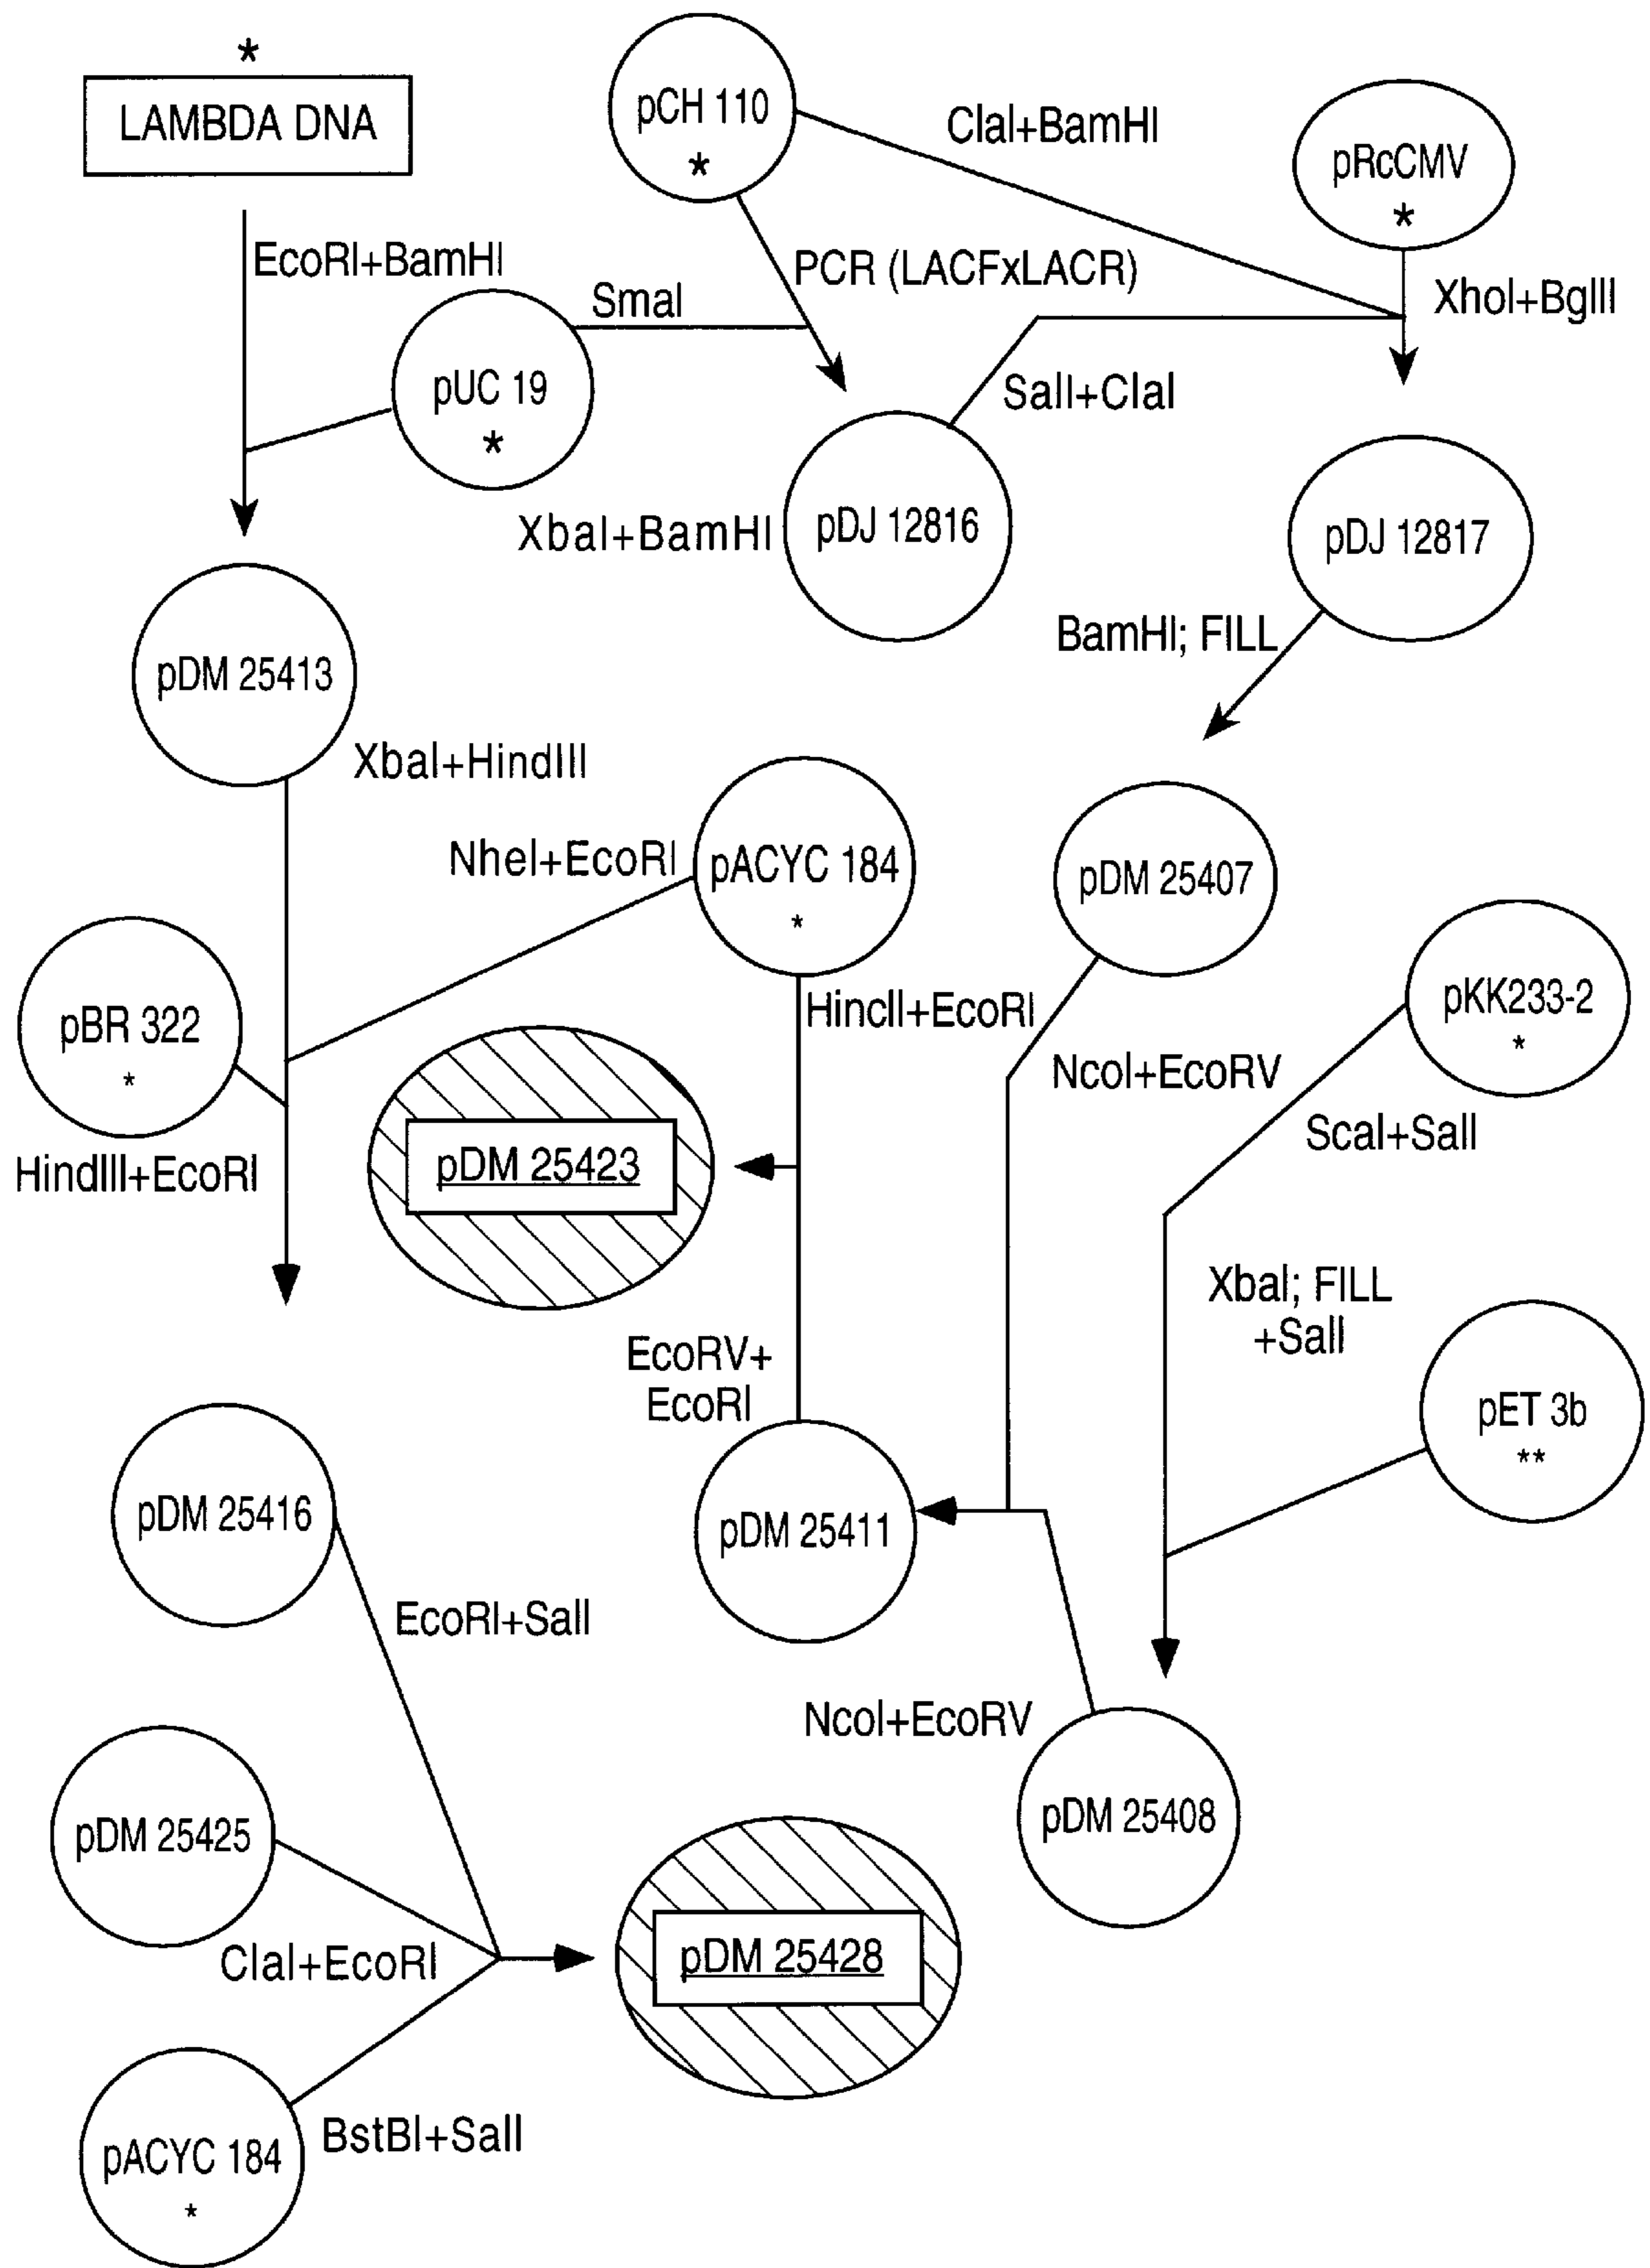 *
LAMBDA DNA
pCH 110
*
ClaI+BamHI
pRcCMV
*
EcoRI+BamHI
PCR (LACFxLACR)
XhoI+BglII
SmaI
pUC 19
*
SalI+ClaI
XbaI+BamHI
pDJ 12816
pDJ 12817
BamHI; FILL
pDM 25413
XbaI+HindIII
NheI+EcoRI
pACYC 184
*
pDM 25407
pBR 322
*
HindIII+EcoRI
HincII+EcoRI
pKK233-2
*
NcoI+EcoRV
ScaI+SalI
pDM 25423
XbaI; FILL
+SalI
EcoRV+
EcoRI
pET 3b
**
pDM 25416
pDM 25411
EcoRI+SalI
NcoI+EcoRV
pDM 25408
pDM 25425
ClaI+EcoRI
pDM 25428
pACYC 184
*
BstBI+SalI